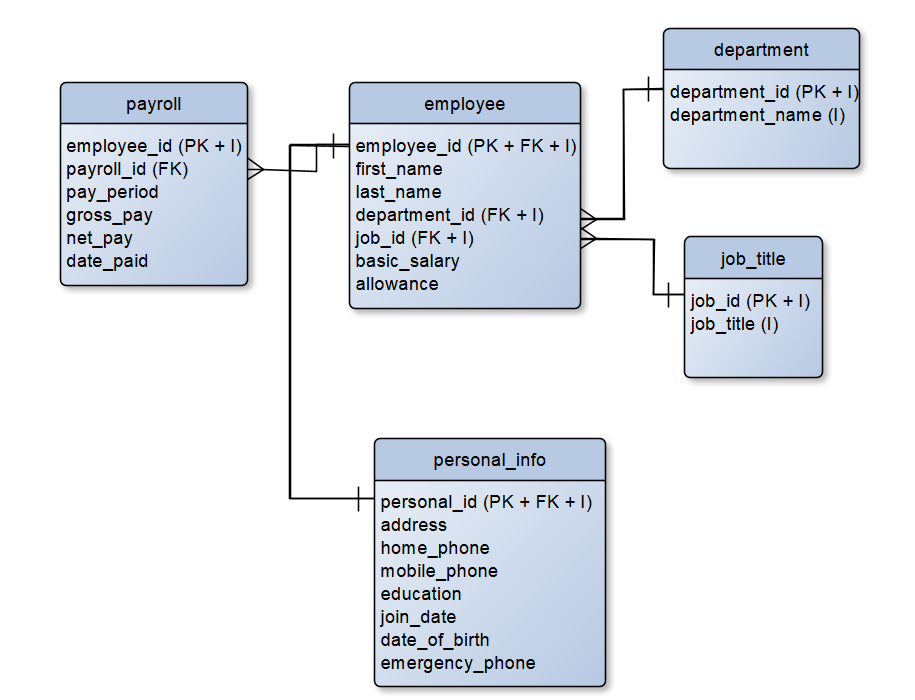 payroll
employee_id (PK + I)
payroll_id (FK)
pay_period
gross_pay
net_pay
date_paid
employee
employee_id (PK + FK + I)
first_name
last_name
department_id (FK + I)
job_id (FK + I)
basic_salary
allowance
department
department_id (PK + I)
department_name (I)
job_title
job_id (PK + I)
job_title (I)
personal_info
personal_id (PK + FK + I)
address
home_phone
mobile_phone
education
join_date
date_of_birth
emergency_phone